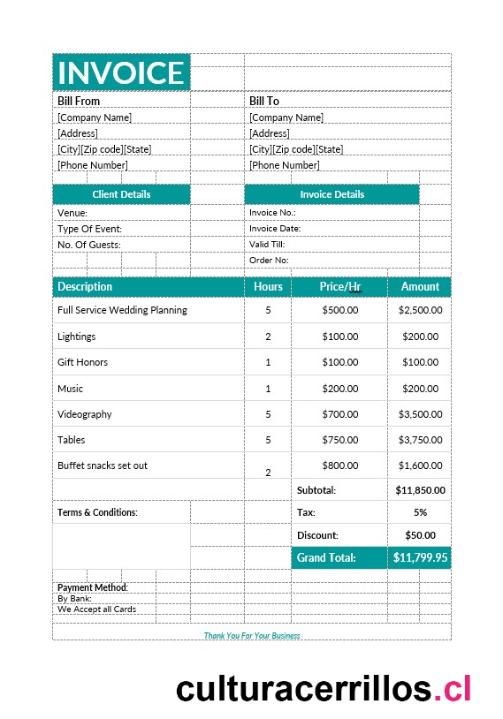 INVOICE
Bill From Bill To
[Company Name] [Company Name]
[Address] [Address]
[City][Zip code][State] [City][Zip code][State]
[Phone Number] [Phone Number]
Client Details Invoice Details
Venue: Invoice No.:
Type Of Event: Invoice Date:
No. Of Guests: Valid Till:
Order No:
Description Hours Price/Hr Amount
Full Service Wedding Planning 5 $500.00 $2,500.00
Lightings 2 $100.00 $200.00
Gift Honors 1 $100.00 $100.00
Music 1 $200.00 $200.00
Videography 5 $700.00 $3,500.00
Tables 5 $750.00 $3,750.00
Buffet snacks set out 2 $800.00 $1,600.00
Subtotal: $11,850.00
Terms & Conditions: Tax: 5%
Discount: $50.00
Grand Total: $11,799.95
Payment Method:
By Bank:
We Accept all Cards
Thank You For Your Business
culturacerrillos.cl